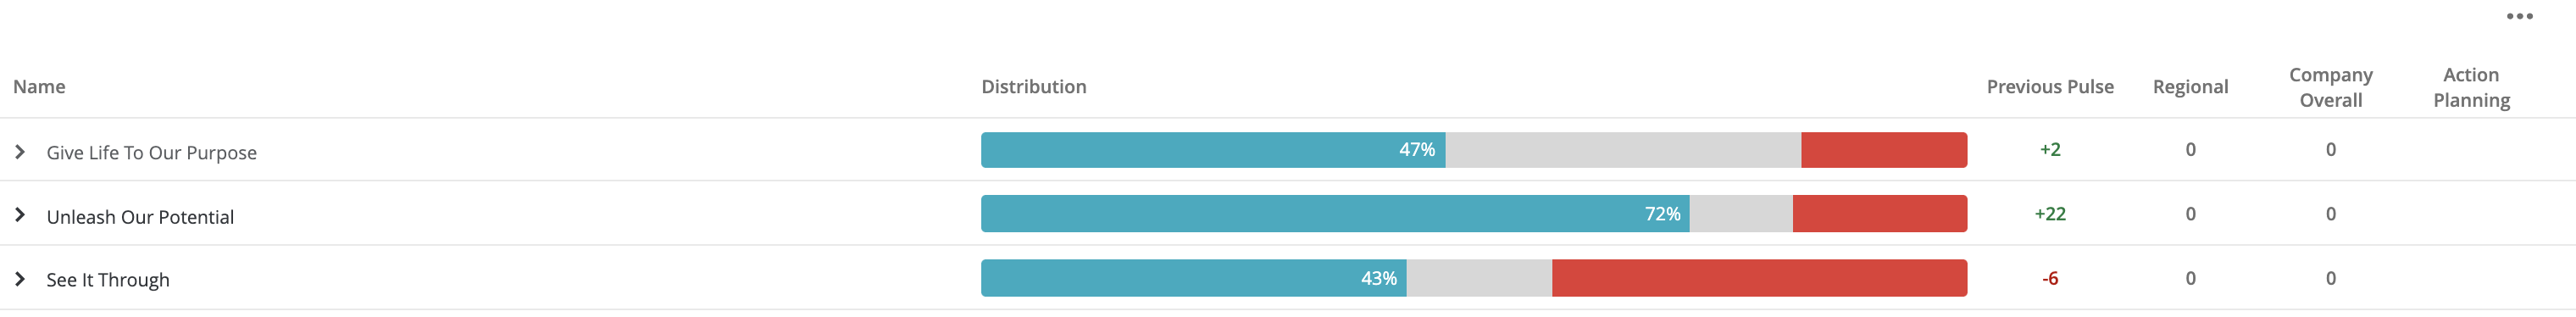 Name Distribution Previous Pulse Regional Company Overall Action Planning
Give Life To Our Purpose 47% +2 0 0
Unleash Our Potential 72% +22 0 0
See It Through 43% -6 0 0